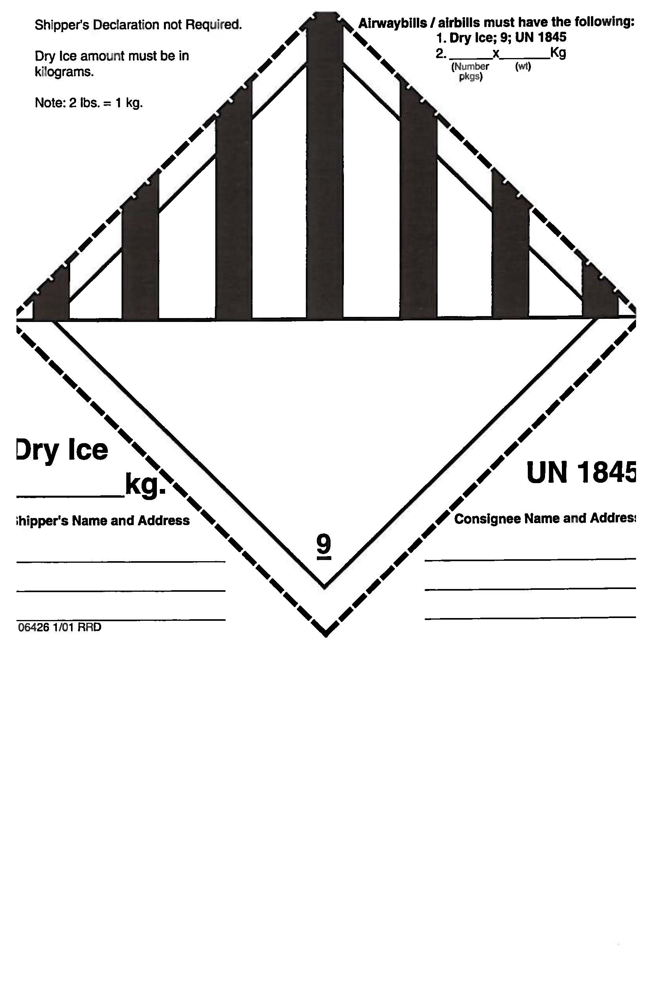 Shipper's Declaration not Required.
Dry Ice amount must be in
kilograms.
Note: 2 lbs. = 1 kg.
Airwaybills / airbills must have the following:
1. Dry Ice; 9; UN 1845
2. ______x______Kg
(Number (wt)
pkgs)
Dry Ice
______kg.
UN 1845
hipper's Name and Address
Consignee Name and Addres
9
06426 1/01 RRD